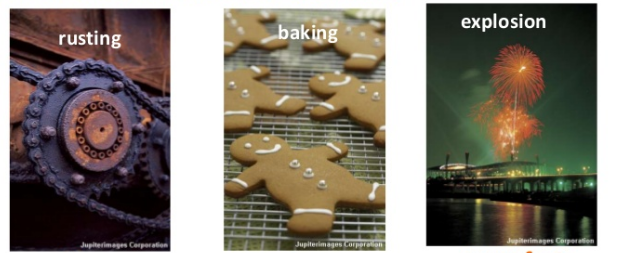 rusting
baking
explosion
Jupiterimages Corporation
Jupiterimages Corporation
Jupiterimages Corporation